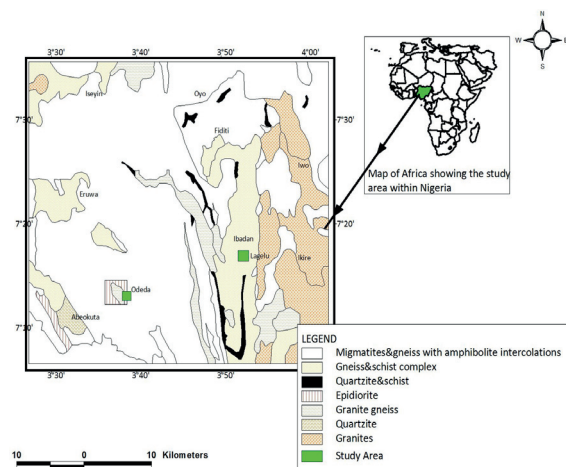 N
W E
S
3°30' 3°40' 3°50' 4°00'
Iseyin
Oyo
7°30' 7°30'
Fiditi
Iwo
Map of Africa showing the study
area within Nigeria
Eruwa
7°20' 7°20'
Ibadan
Lagelu
Ikire
Odeda
Abeokuta
7°10' 7°10'
3°30' 3°40' 3°50'
LEGEND
Migmatites&gneiss with amphibolite intercolations
Gneiss&schist complex
Quartzite&schist
Epidiorite
Granite gneiss
Quartzite
Granites
Study Area
10 0 10 Kilometers